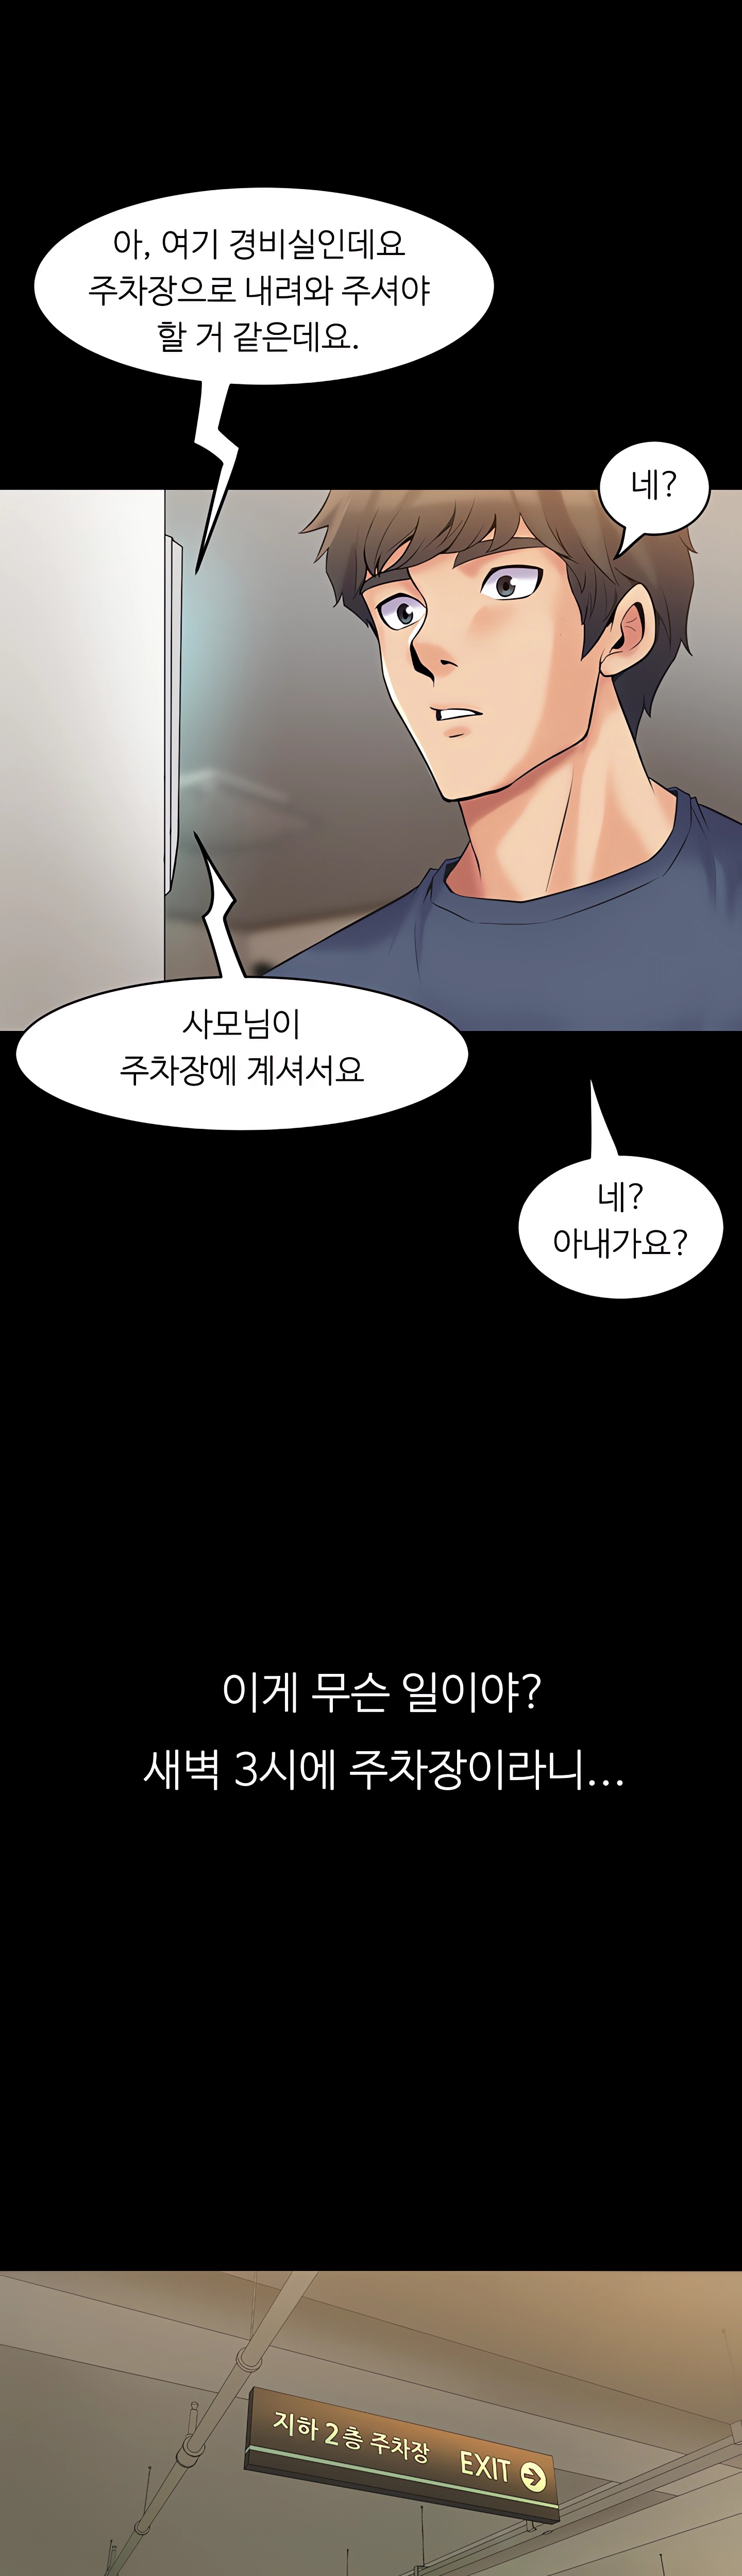 아, 여기 경비실인데요
주차장으로 내려와 주셔야
할 거 같은데요.
네?
사모님이
주차장에 계셔서요
네?
아내가요?
이게 무슨 일이야?
새벽 3시에 주차장이라니...
지하 2층 주차장 EXIT